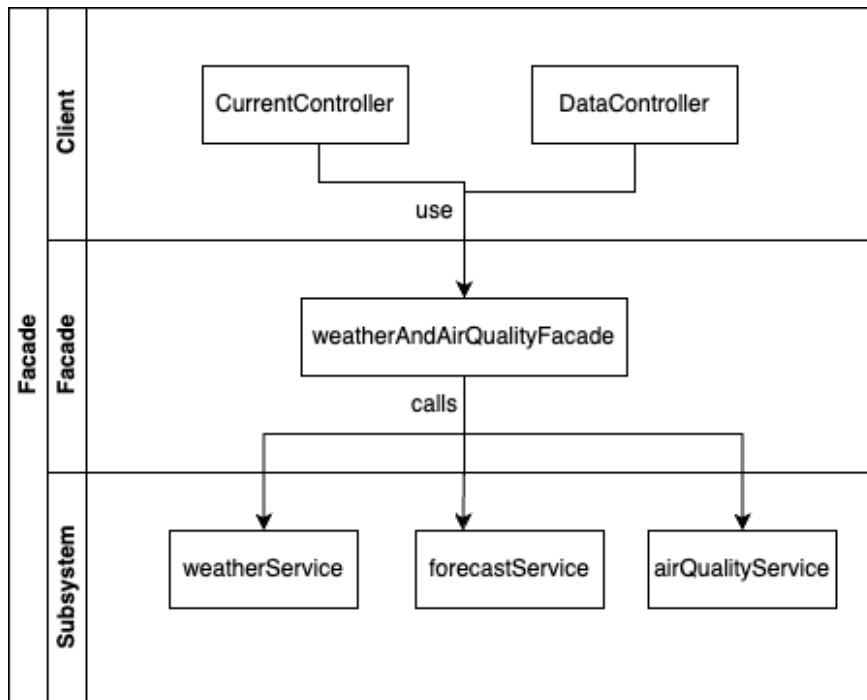 Facade
Client
CurrentController
DataController
use
Facade
weatherAndAirQualityFacade
calls
Subsystem
weatherService
forecastService
airQualityService